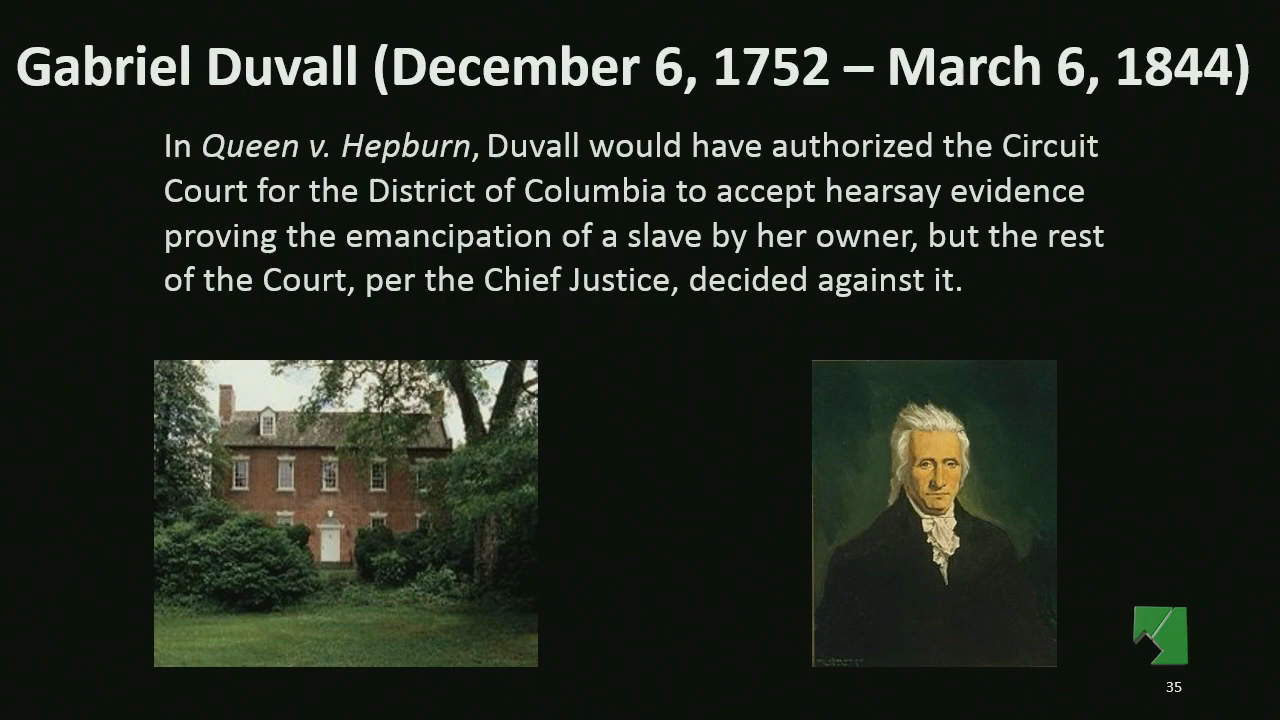 Gabriel Duvall (December 6, 1752 – March 6, 1844)
In Queen v. Hepburn, Duvall would have authorized the Circuit
Court for the District of Columbia to accept hearsay evidence
proving the emancipation of a slave by her owner, but the rest
of the Court, per the Chief Justice, decided against it.
35